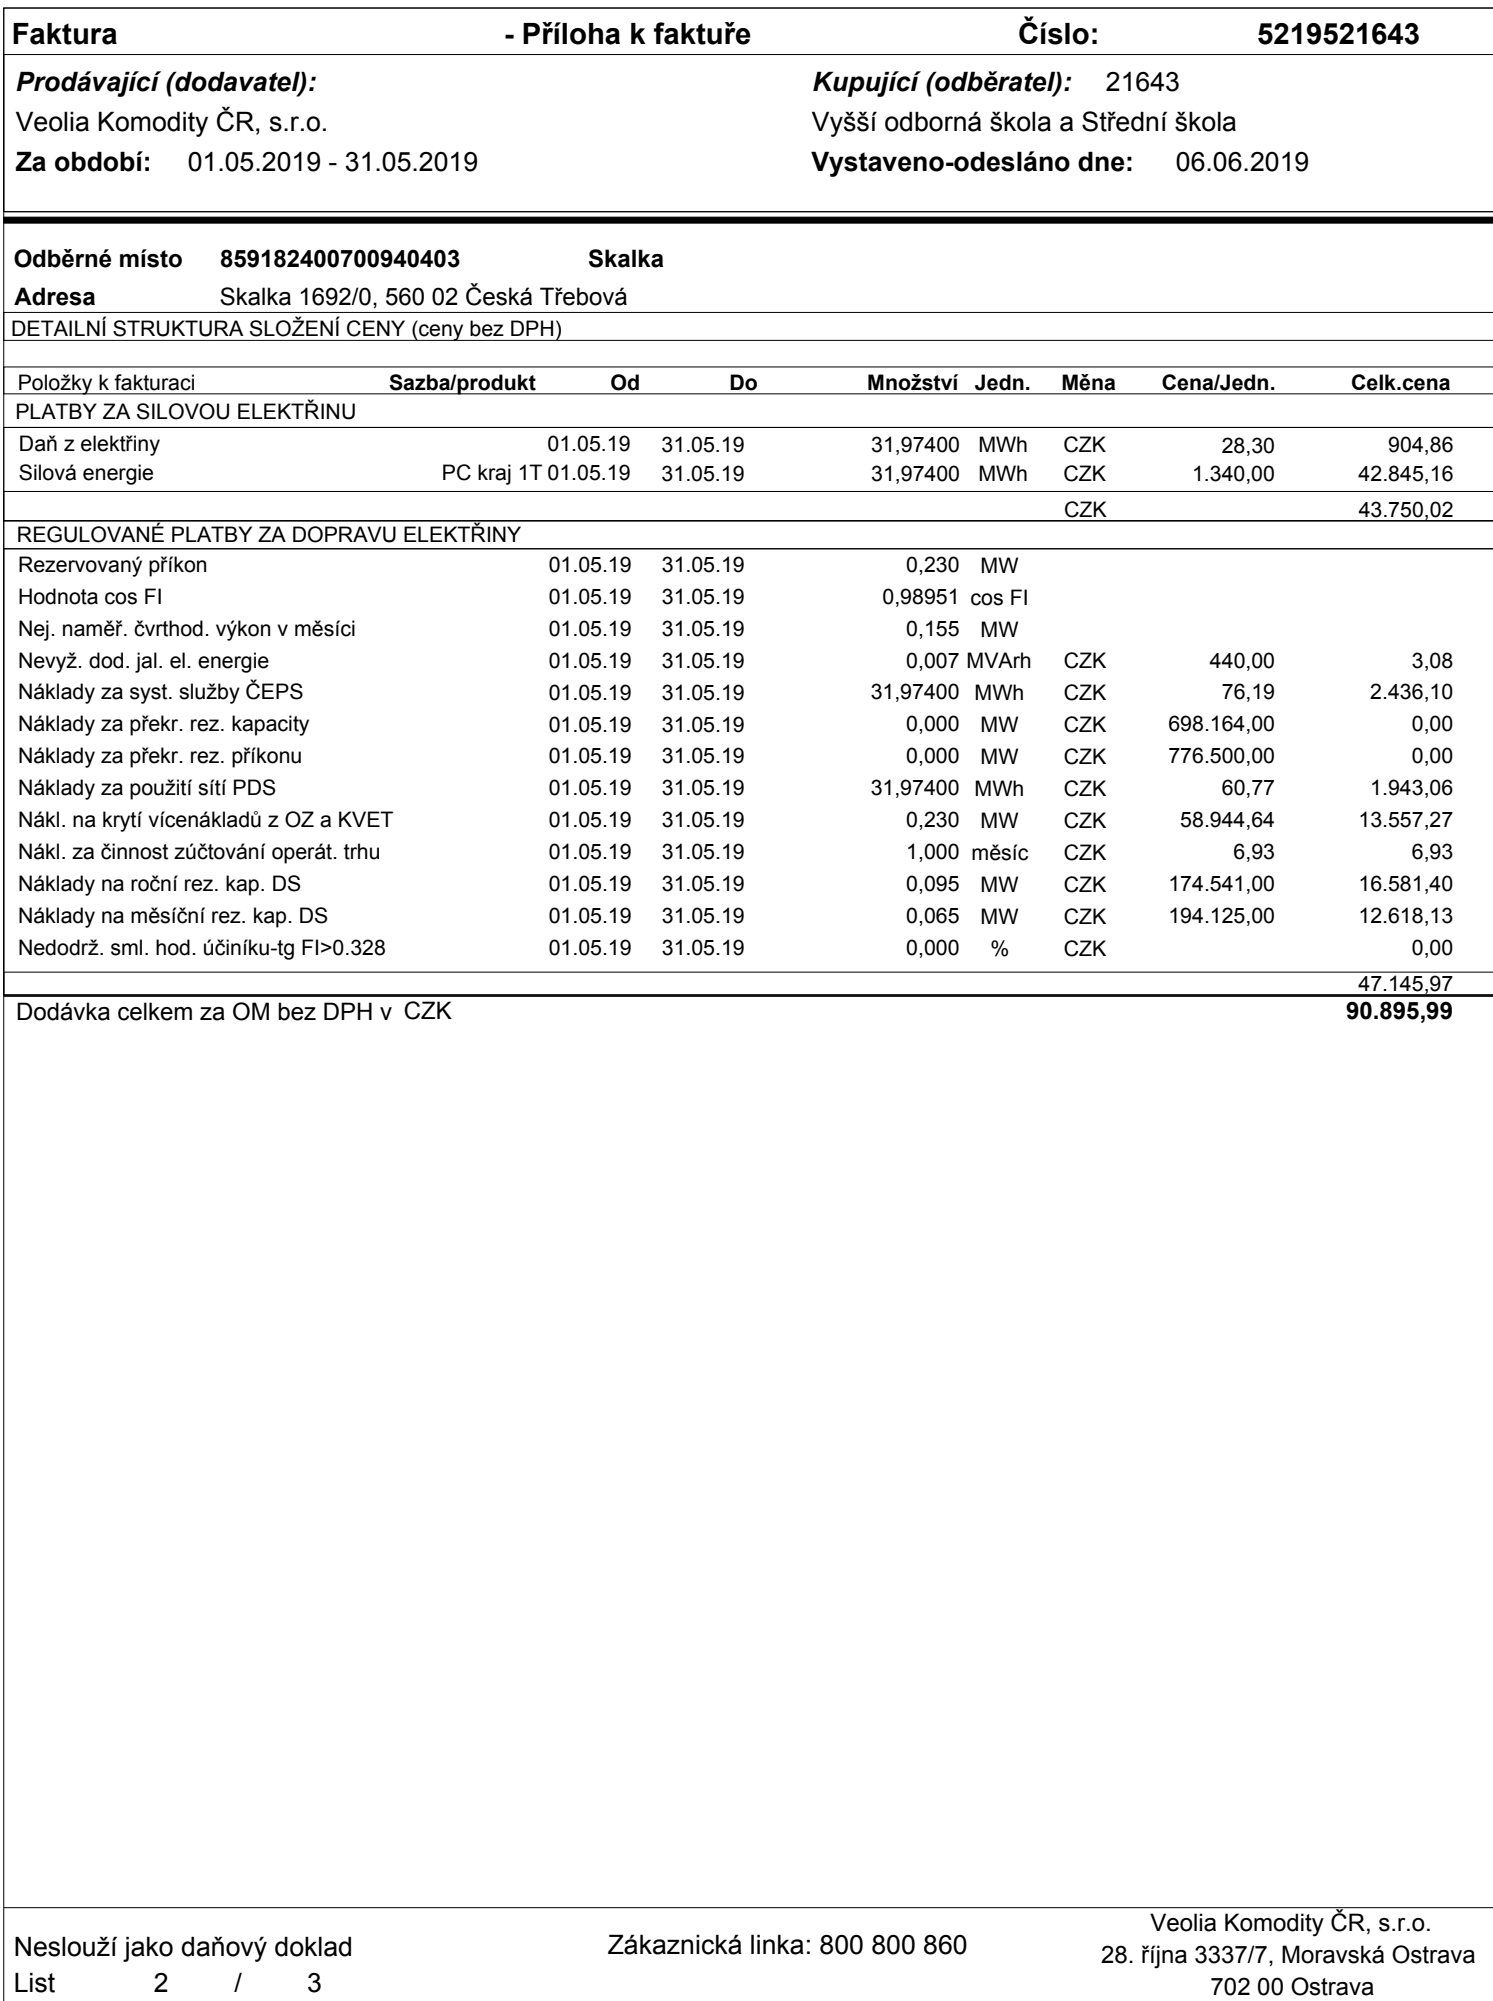 Faktura - Příloha k faktuře Číslo: 5219521643
Prodávající (dodavatel): Kupující (odběratel): 21643
Veolia Komodity ČR, s.r.o. Vyšší odborná škola a Střední škola
Za období: 01.05.2019 - 31.05.2019 Vystaveno-odesláno dne: 06.06.2019
Odběrné místo 859182400700940403 Skalka
Adresa Skalka 1692/0, 560 02 Česká Třebová
DETAILNÍ STRUKTURA SLOŽENÍ CENY (ceny bez DPH)
Položky k fakturaci Sazba/produkt Od Do Množství Jedn. Měna Cena/Jedn. Celk.cena
PLATBY ZA SILOVOU ELEKTŘINU
Daň z elektřiny 01.05.19 31.05.19 31,97400 MWh CZK 28,30 904,86
Silová energie PC kraj 1T 01.05.19 31.05.19 31,97400 MWh CZK 1.340,00 42.845,16
CZK 43.750,02
REGULOVANÉ PLATBY ZA DOPRAVU ELEKTŘINY
Rezervovaný příkon 01.05.19 31.05.19 0,230 MW
Hodnota cos FI 01.05.19 31.05.19 0,98951 cos FI
Nej. naměř. čvrthod. výkon v měsíci 01.05.19 31.05.19 0,155 MW
Nevyž. dod. jal. el. energie 01.05.19 31.05.19 0,007 MVArh CZK 440,00 3,08
Náklady za syst. služby ČEPS 01.05.19 31.05.19 31,97400 MWh CZK 76,19 2.436,10
Náklady za překr. rez. kapacity 01.05.19 31.05.19 0,000 MW CZK 698.164,00 0,00
Náklady za překr. rez. příkonu 01.05.19 31.05.19 0,000 MW CZK 776.500,00 0,00
Náklady za použití sítí PDS 01.05.19 31.05.19 31,97400 MWh CZK 60,77 1.943,06
Nákl. na krytí vícenákladů z OZ a KVET 01.05.19 31.05.19 0,230 MW CZK 58.944,64 13.557,27
Nákl. za činnost zúčtování operát. trhu 01.05.19 31.05.19 1,000 měsíc CZK 6,93 6,93
Náklady na roční rez. kap. DS 01.05.19 31.05.19 0,095 MW CZK 174.541,00 16.581,40
Náklady na měsíční rez. kap. DS 01.05.19 31.05.19 0,065 MW CZK 194.125,00 12.618,13
Nedodrž. sml. hod. účiníku-tg FI>0.328 01.05.19 31.05.19 0,000 % CZK 0,00
47.145,97
Dodávka celkem za OM bez DPH v CZK 90.895,99
Neslouží jako daňový doklad Zákaznická linka: 800 800 860 Veolia Komodity ČR, s.r.o.
28. října 3337/7, Moravská Ostrava
List 2 / 3 702 00 Ostrava